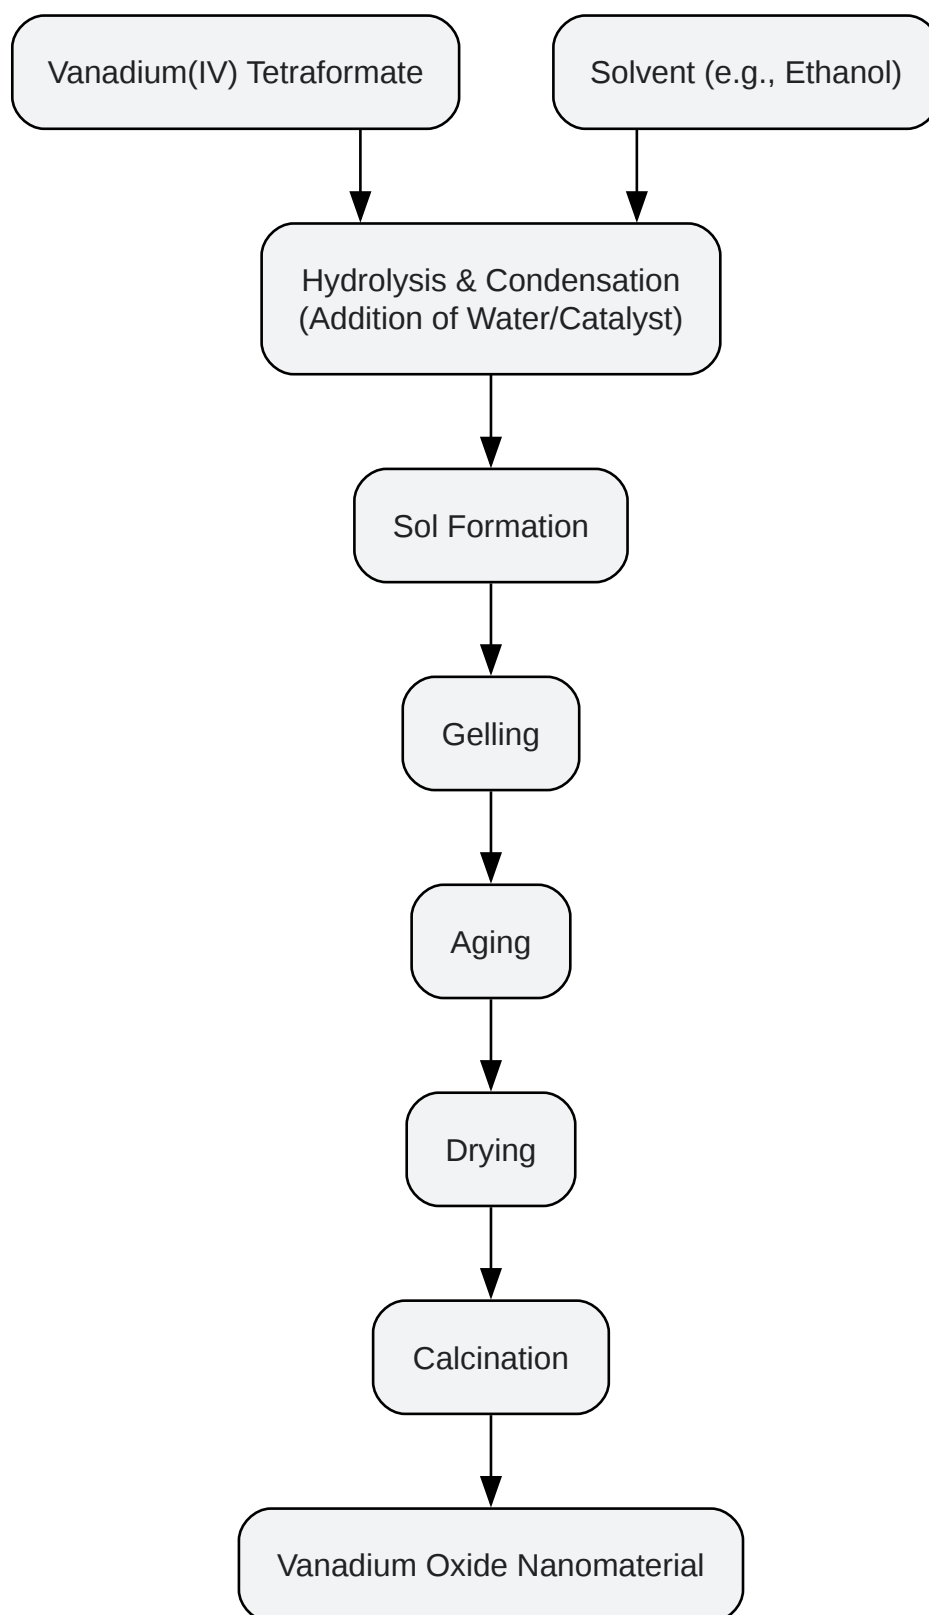 Vanadium(IV) Tetraformate
Solvent (e.g., Ethanol)
Hydrolysis & Condensation
(Addition of Water/Catalyst)
Sol Formation
Gelling
Aging
Drying
Calcination
Vanadium Oxide Nanomaterial